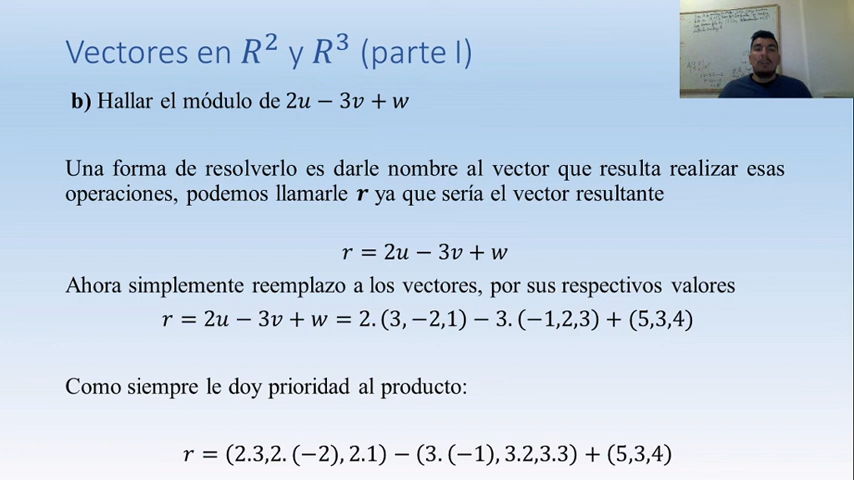 Vectores en R² y R³ (parte I)
b) Hallar el módulo de 2u − 3v + w
Una forma de resolverlo es darle nombre al vector que resulta realizar esas
operaciones, podemos llamarle r ya que sería el vector resultante
r = 2u − 3v + w
Ahora simplemente reemplazo a los vectores, por sus respectivos valores
r = 2u − 3v + w = 2. (3, −2,1) − 3. (−1,2,3) + (5,3,4)
Como siempre le doy prioridad al producto:
r = (2.3,2. (−2), 2.1) − (3. (−1), 3.2,3.3) + (5,3,4)